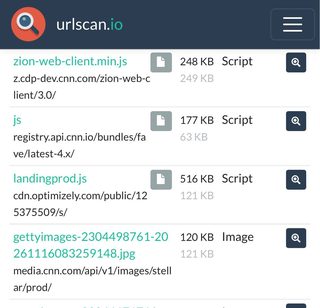 urlscan.io
zion-web-client.min.js 248 KB Script
z.cdp-dev.cnn.com/zion-web-c 249 KB
lient/3.0/
js 177 KB Script
registry.api.cnn.io/bundles/fa 63 KB
ve/latest-4.x/
landingprod.js 516 KB Script
cdn.optimizely.com/public/12 121 KB
5375509/s/
gettyimages-2304498761-20 120 KB Image
261116083259148.jpg 121 KB
media.cnn.com/api/v1/images/stell
ar/prod/